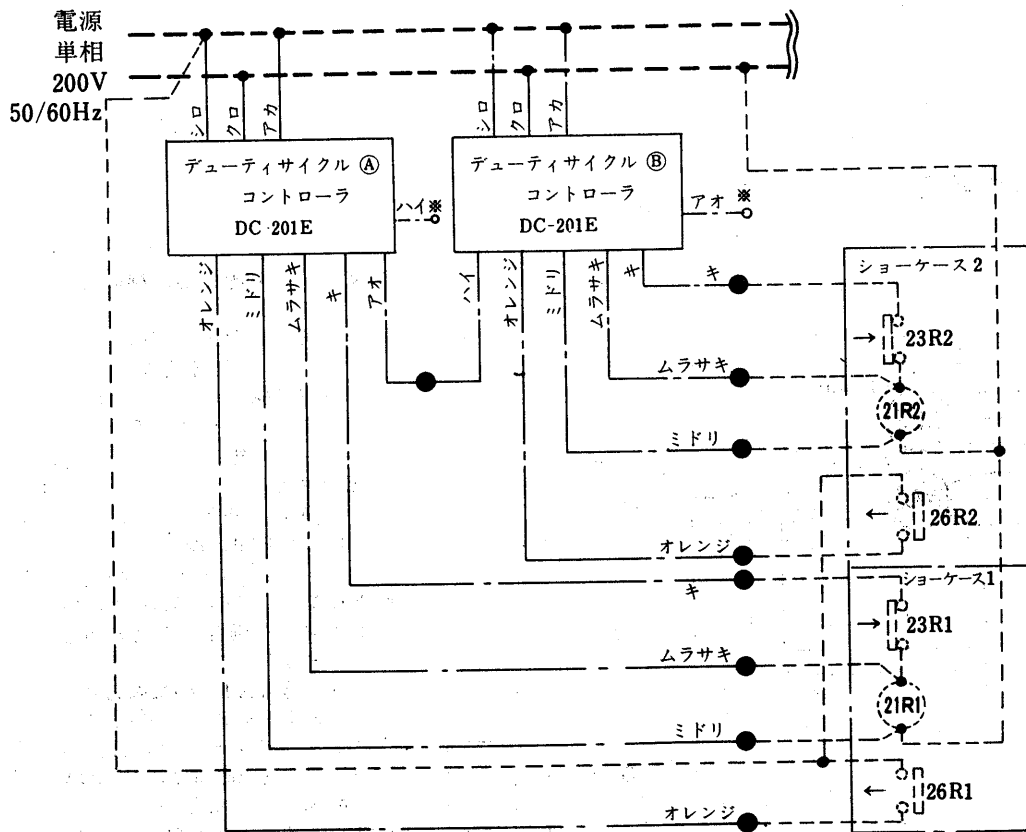 電源
単相
200V
50/60Hz
シロ
クロ
アカ
シロ
クロ
アカ
デューティサイクル Ⓐ
コントローラ
DC-201E
ハイ※
デューティサイクル Ⓑ
コントローラ
DC-201E
アオ ※
オレンジ
ミドリ
ムラサキ
キ
アオ
ハイ
オレンジ
ミドリ
ムラサキ
キ
キ
ショーケース2
23R2
ムラサキ
21R2
ミドリ
26R2
オレンジ
キ
ショーケース1
23R1
ムラサキ
21R1
ミドリ
26R1
オレンジ